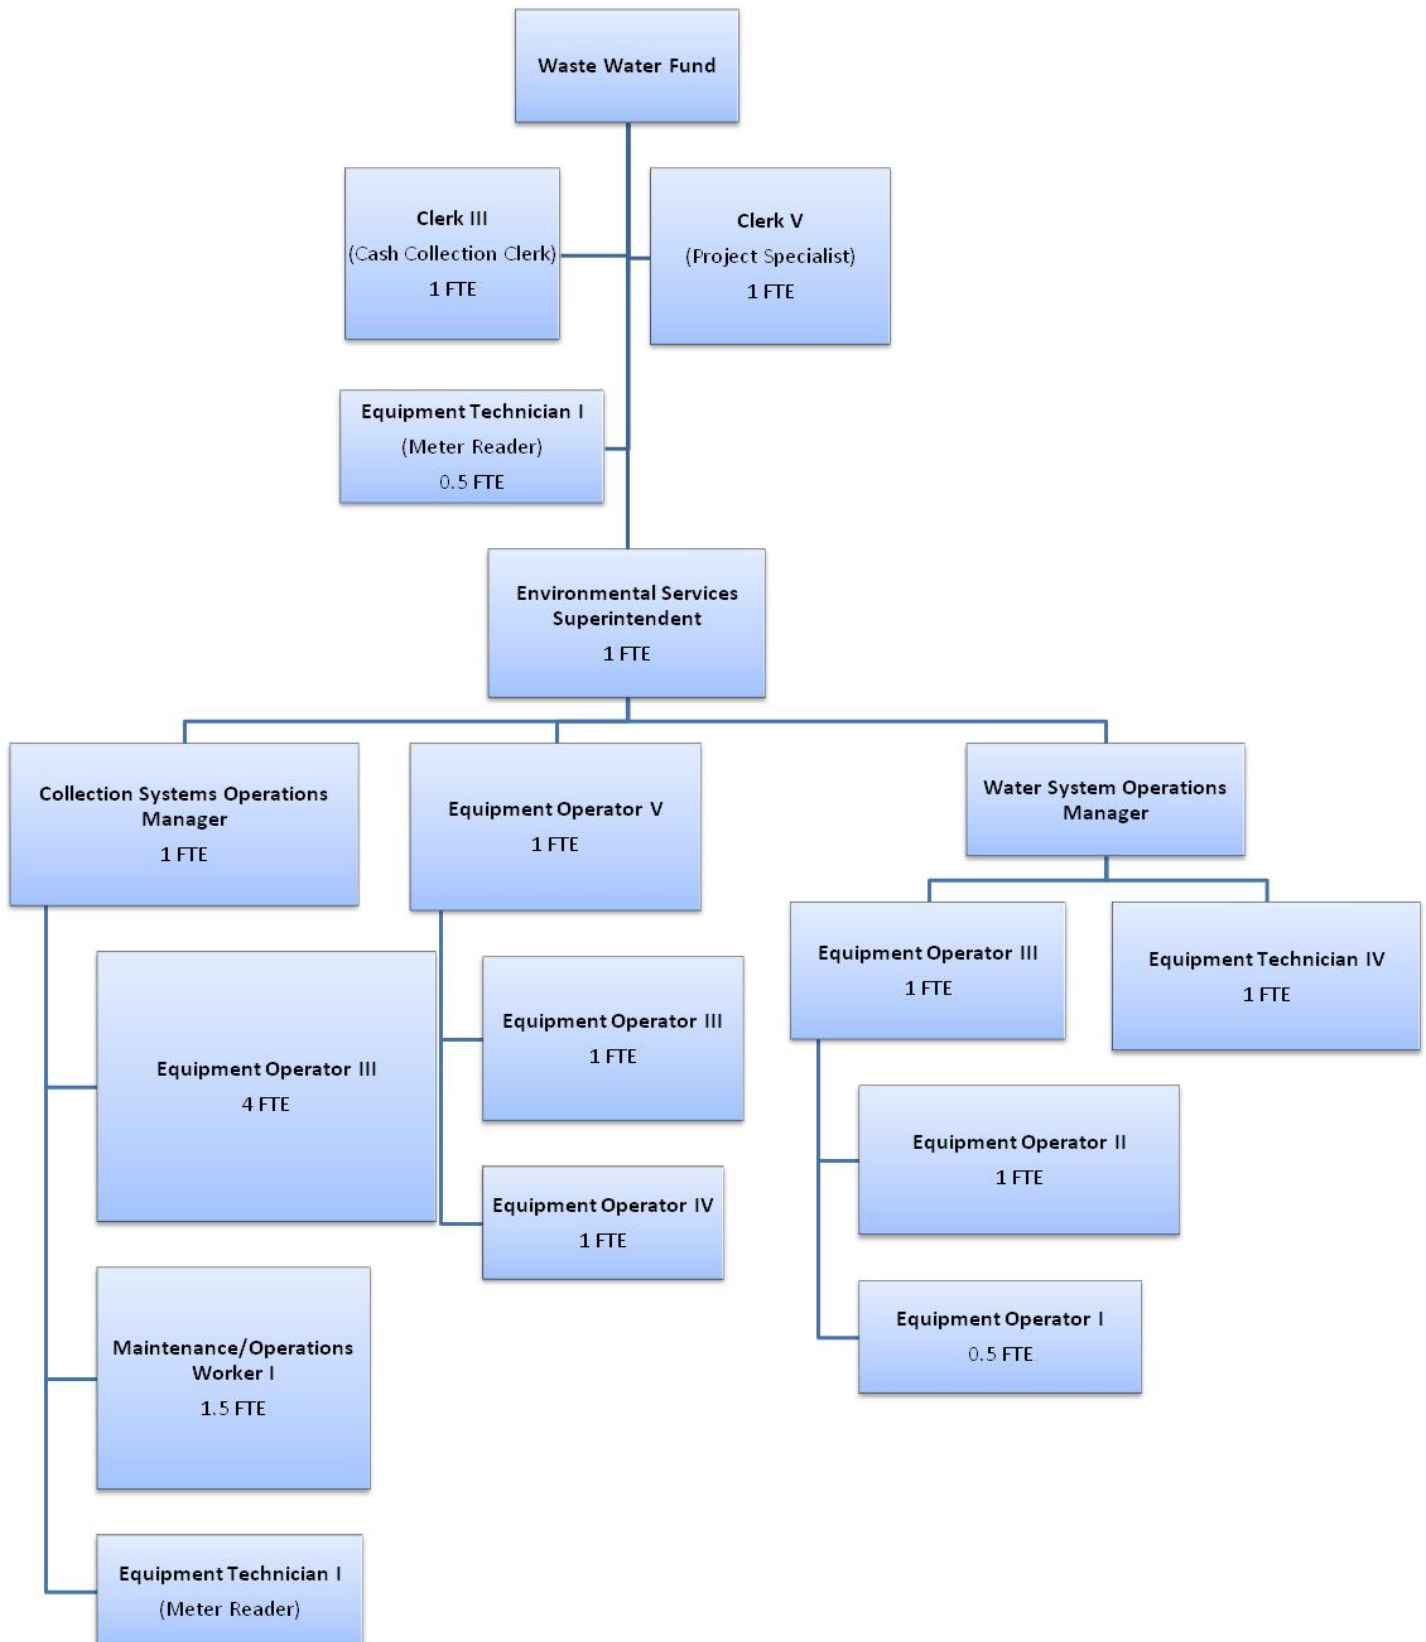 Waste Water Fund
Clerk III
(Cash Collection Clerk)
1 FTE
Clerk V
(Project Specialist)
1 FTE
Equipment Technician I
(Meter Reader)
0.5 FTE
Environmental Services
Superintendent
1 FTE
Collection Systems Operations
Manager
1 FTE
Equipment Operator III
4 FTE
Maintenance/Operations
Worker I
1.5 FTE
Equipment Technician I
(Meter Reader)
Equipment Operator V
1 FTE
Equipment Operator III
1 FTE
Equipment Operator IV
1 FTE
Water System Operations
Manager
Equipment Operator III
1 FTE
Equipment Operator II
1 FTE
Equipment Operator I
0.5 FTE
Equipment Technician IV
1 FTE